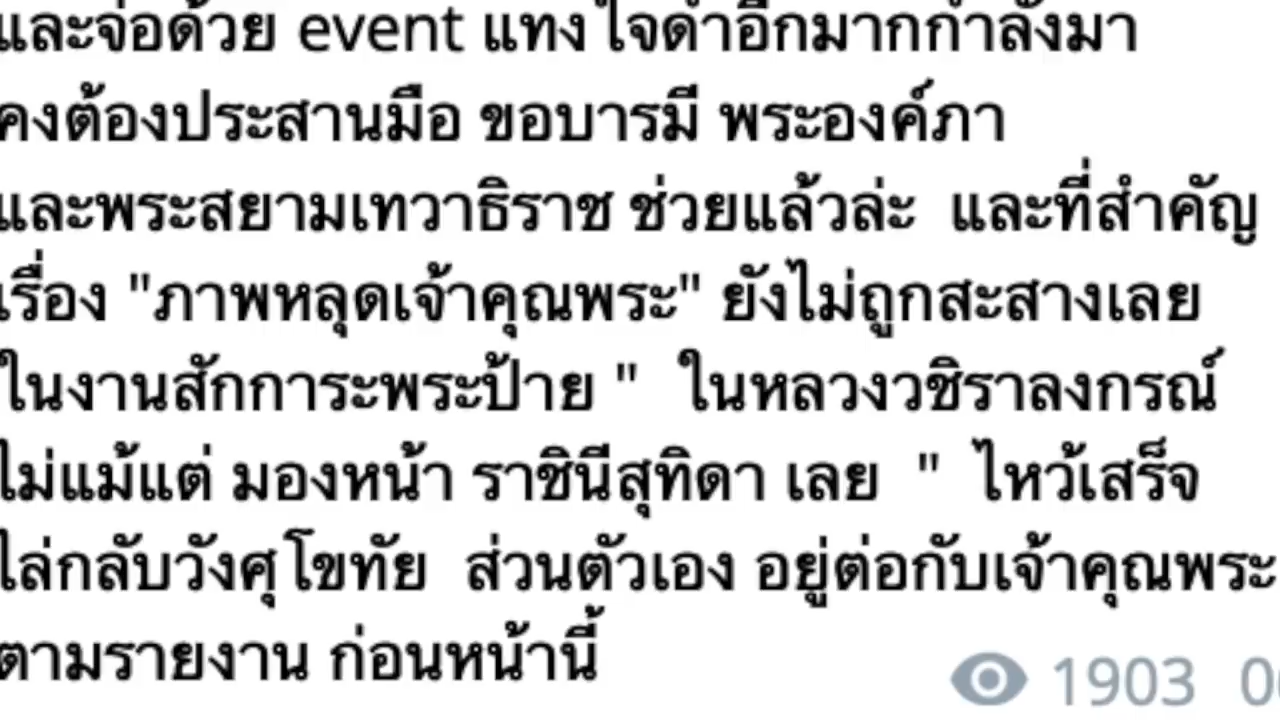 และจ่อด้วย event แทงใจดำอีกมากกำลังมา
คงต้องประสานมือ ขอบารมี พระองค์ภา
และพระสยามเทวาธิราช ช่วยแล้วล่ะ  และที่สำคัญ
เรื่อง "ภาพหลุดเจ้าคุณพระ" ยังไม่ถูกสะสางเลย
ในงานสักการะพระป้าย "  ในหลวงวชิราลงกรณ์
ไม่แม้แต่ มองหน้า ราชินีสุทิดา เลย  "  ไหว้เสร็จ
ไล่กลับวังศุโขทัย  ส่วนตัวเอง อยู่ต่อกับเจ้าคุณพระ
ตามรายงาน ก่อนหน้านี้
1903